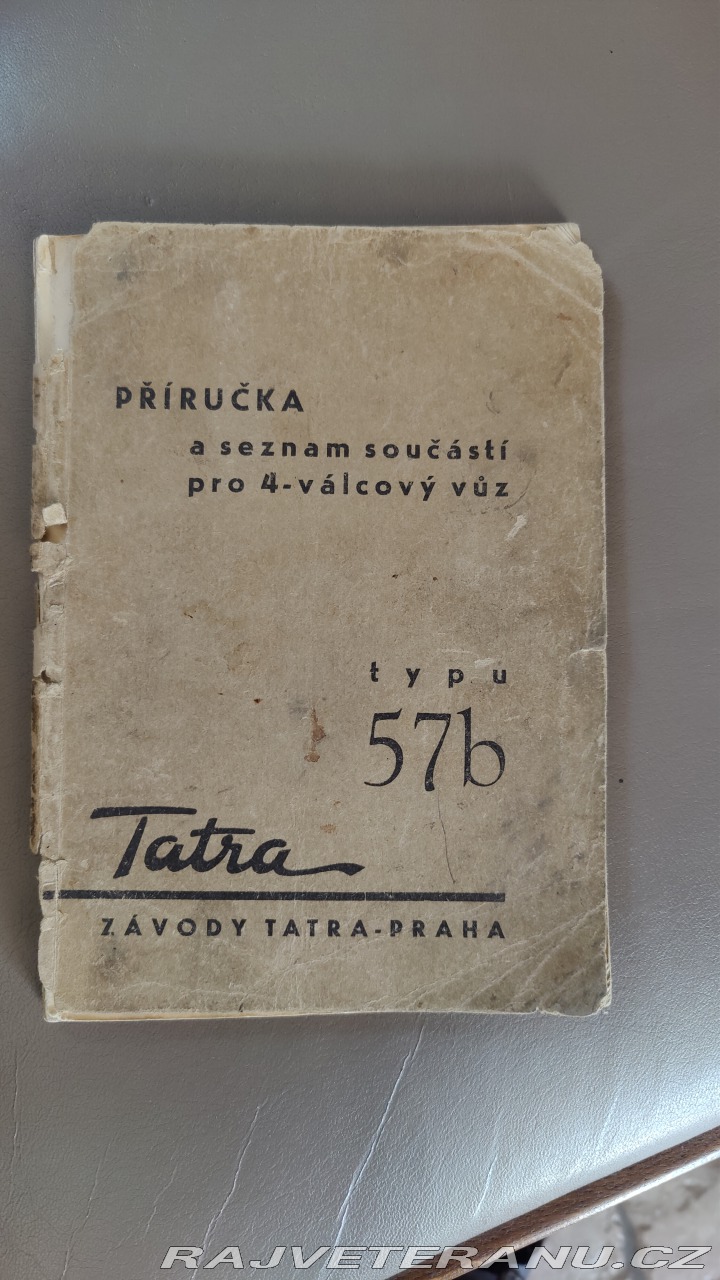 PŘÍRUČKA
a seznam součástí
pro 4-válcový vůz
typu
57b
Tatra
ZÁVODY TATRA-PRAHA
RAJVETERANU.CZ